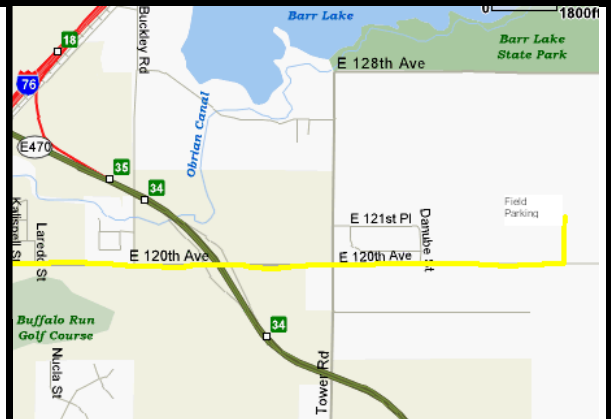 0
1800ft
Barr Lake
Barr Lake
State Park
18
Buckley Rd
76
E 128th Ave
Obrian Canal
E470
35
34
Field
Parking
Kalispell St
Laredo St
E 121st Pl
Danube St
E 120th Ave
E 120th Ave
Buffalo Run
Golf Course
34
Nucla St
Tower Rd